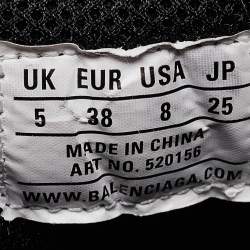 UK EUR USA JP
5 38 8 25
MADE IN CHINA
ART NO. 520156
WWW.BALENCIAGA.COM